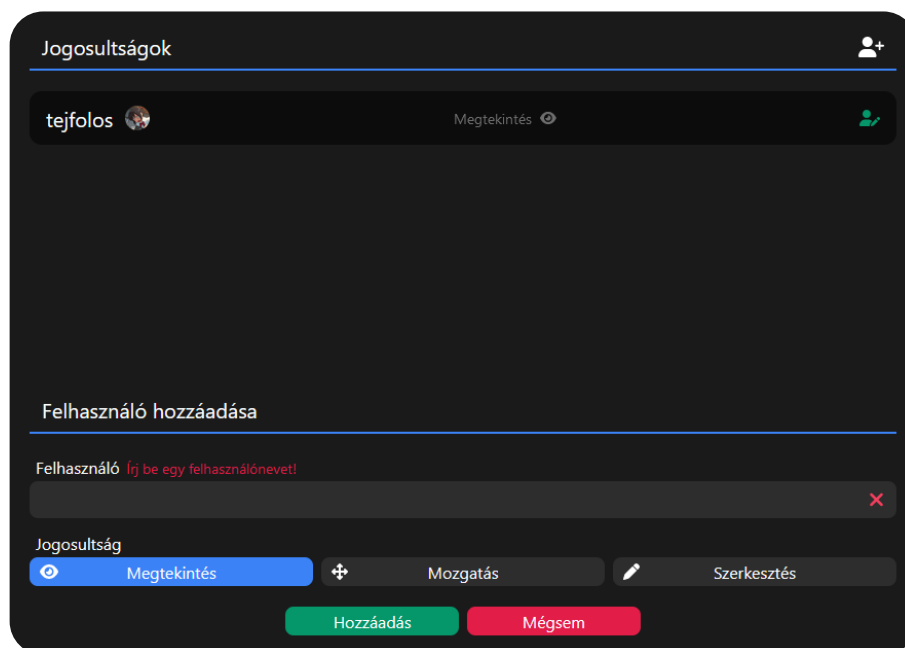 Jogosultságok
tejfolos Megtekintés
Felhasználó hozzáadása
Felhasználó Írj be egy felhasználónevet!
Jogosultság
Megtekintés Mozgatás Szerkesztés
Hozzáadás Mégsem